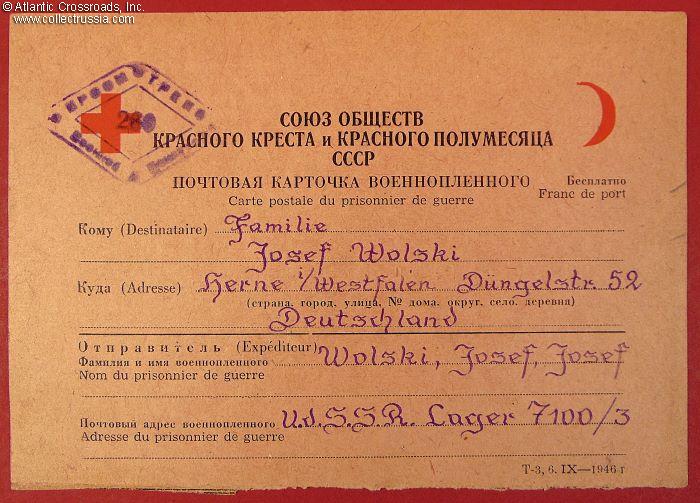 © Atlantic Crossroads, Inc.
www.collectrussia.com
ПРОСМОТРЕНО
289
Военной
СОЮЗ ОБЩЕСТВ
КРАСНОГО КРЕСТА и КРАСНОГО ПОЛУМЕСЯЦА
СССР
ПОЧТОВАЯ КАРТОЧКА ВОЕННОПЛЕННОГО Бесплатно
Carte postale du prisonnier de guerre Franc de port
Кому (Destinataire) Familie
Josef Wolski
Куда (Adresse) Herne i/Westfalen Düngelstr. 52
(страна, город, улица, № дома, округ, село, деревня)
Deutschland
Отправитель (Expéditeur) Wolski, Josef, Josef
Фамилия и имя военнопленного
Nom du prisonnier de guerre
Почтовый адрес военнопленного U.d.S.S.R. Lager 7100/3
Adresse du prisonnier de guerre
Т-3, 6. IX—1946 г